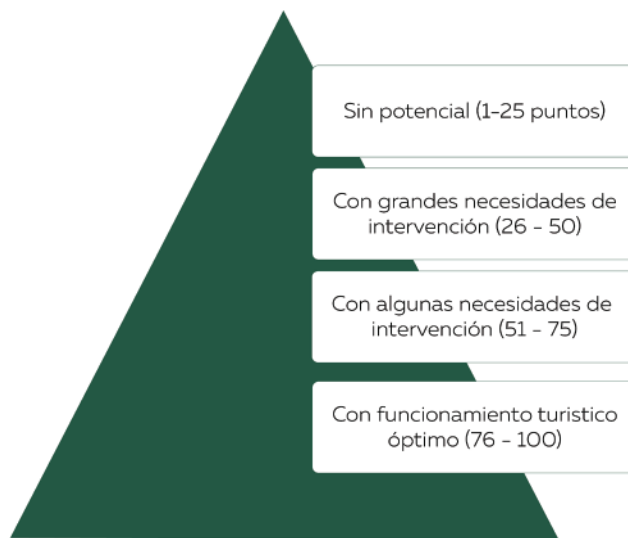 Sin potencial (1-25 puntos)
Con grandes necesidades de
intervención (26 - 50)
Con algunas necesidades de
intervención (51 - 75)
Con funcionamiento turistico
óptimo (76 - 100)